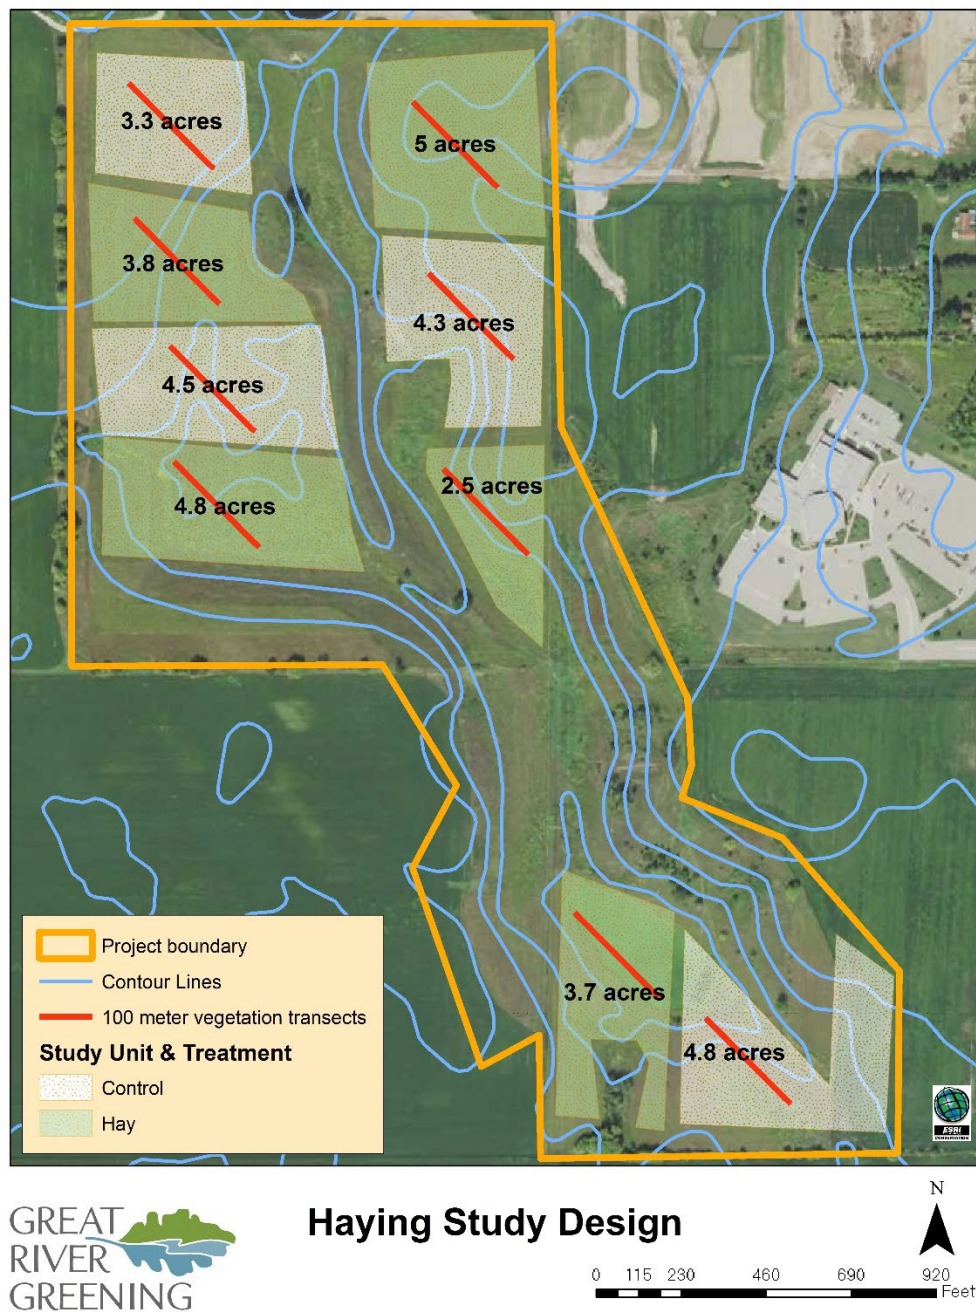 3.3 acres
5 acres
3.8 acres
4.3 acres
4.5 acres
4.8 acres
2.5 acres
3.7 acres
4.8 acres
Project boundary
Contour Lines
100 meter vegetation transects
Study Unit & Treatment
Control
Hay
ESRI
GREAT
RIVER
GREENING
Haying Study Design
N
0 115 230 460 690 920
Feet